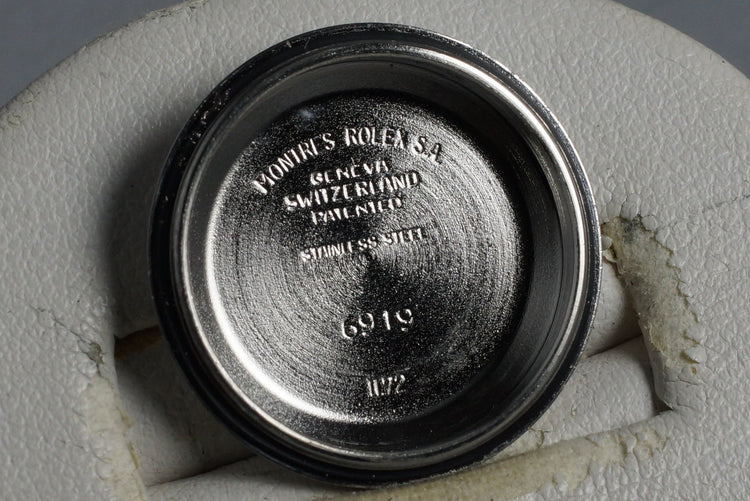 MONTRES ROLEX S.A.
GENEVA
SWITZERLAND
PATENTED
STAINLESS STEEL
6919
II.72